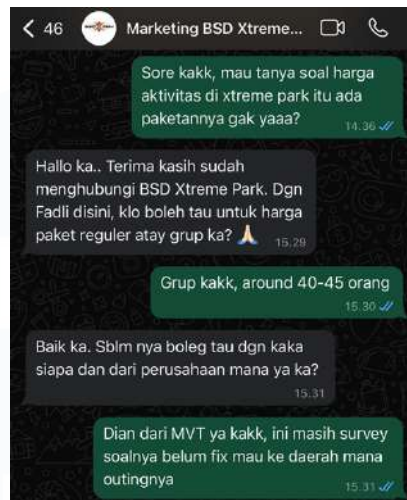 46
Marketing BSD Xtreme...
Sore kakk, mau tanya soal harga
aktivitas di xtreme park itu ada
paketannya gak yaaa?
14.36
Hallo ka.. Terima kasih sudah
menghubungi BSD Xtreme Park. Dgn
Fadli disini, klo boleh tau untuk harga
paket reguler atay grup ka? 🙏🏻
15.29
Grup kakk, around 40-45 orang
15.30
Baik ka. Sblm nya boleg tau dgn kaka
siapa dan dari perusahaan mana ya ka?
15.31
Dian dari MVT ya kakk, ini masih survey
soalnya belum fix mau ke daerah mana
outingnya
15.31